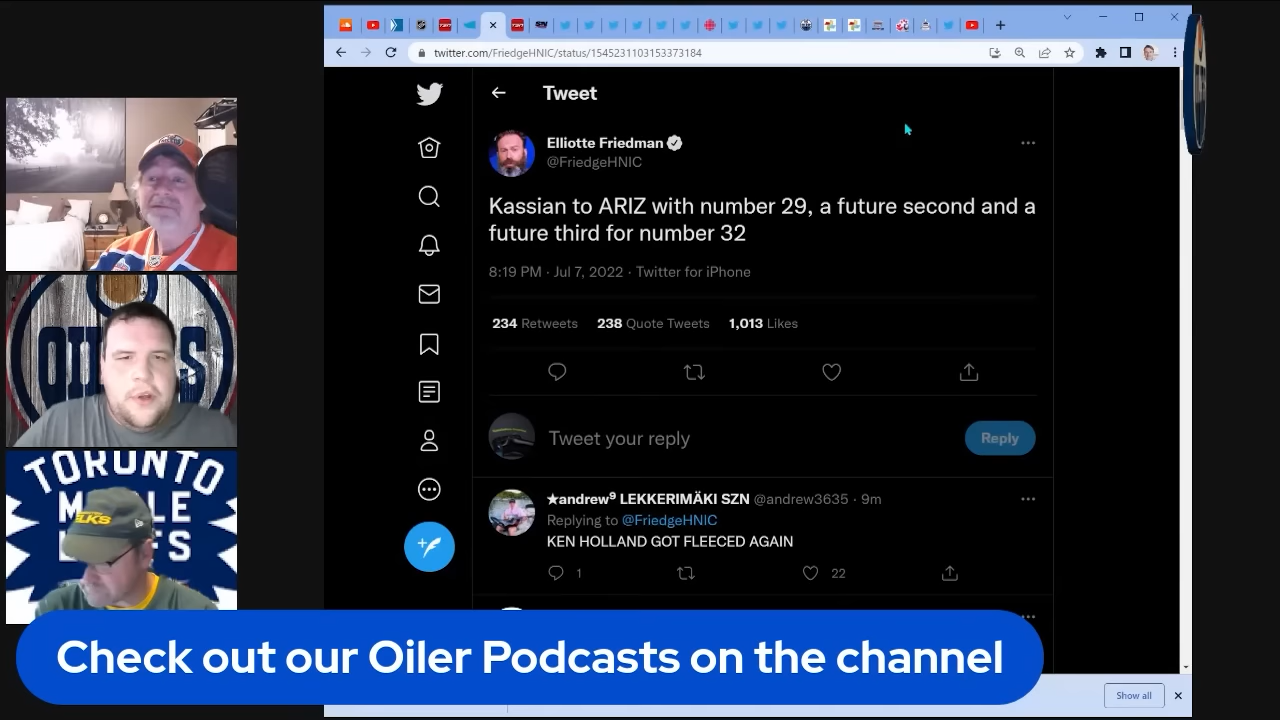 twitter.com/FriedgeHNIC/status/1545231103153373184
Tweet
Elliotte Friedman
@FriedgeHNIC
Kassian to ARIZ with number 29, a future second and a
future third for number 32
8:19 PM · Jul 7, 2022 · Twitter for iPhone
234 Retweets 238 Quote Tweets 1,013 Likes
Tweet your reply
Reply
★andrew⁹ LEKKERIMÄKI SZN @andrew3635 · 9m
Replying to @FriedgeHNIC
KEN HOLLAND GOT FLEECED AGAIN
1 22
TORONTO
ELKS
Check out our Oiler Podcasts on the channel
Show all